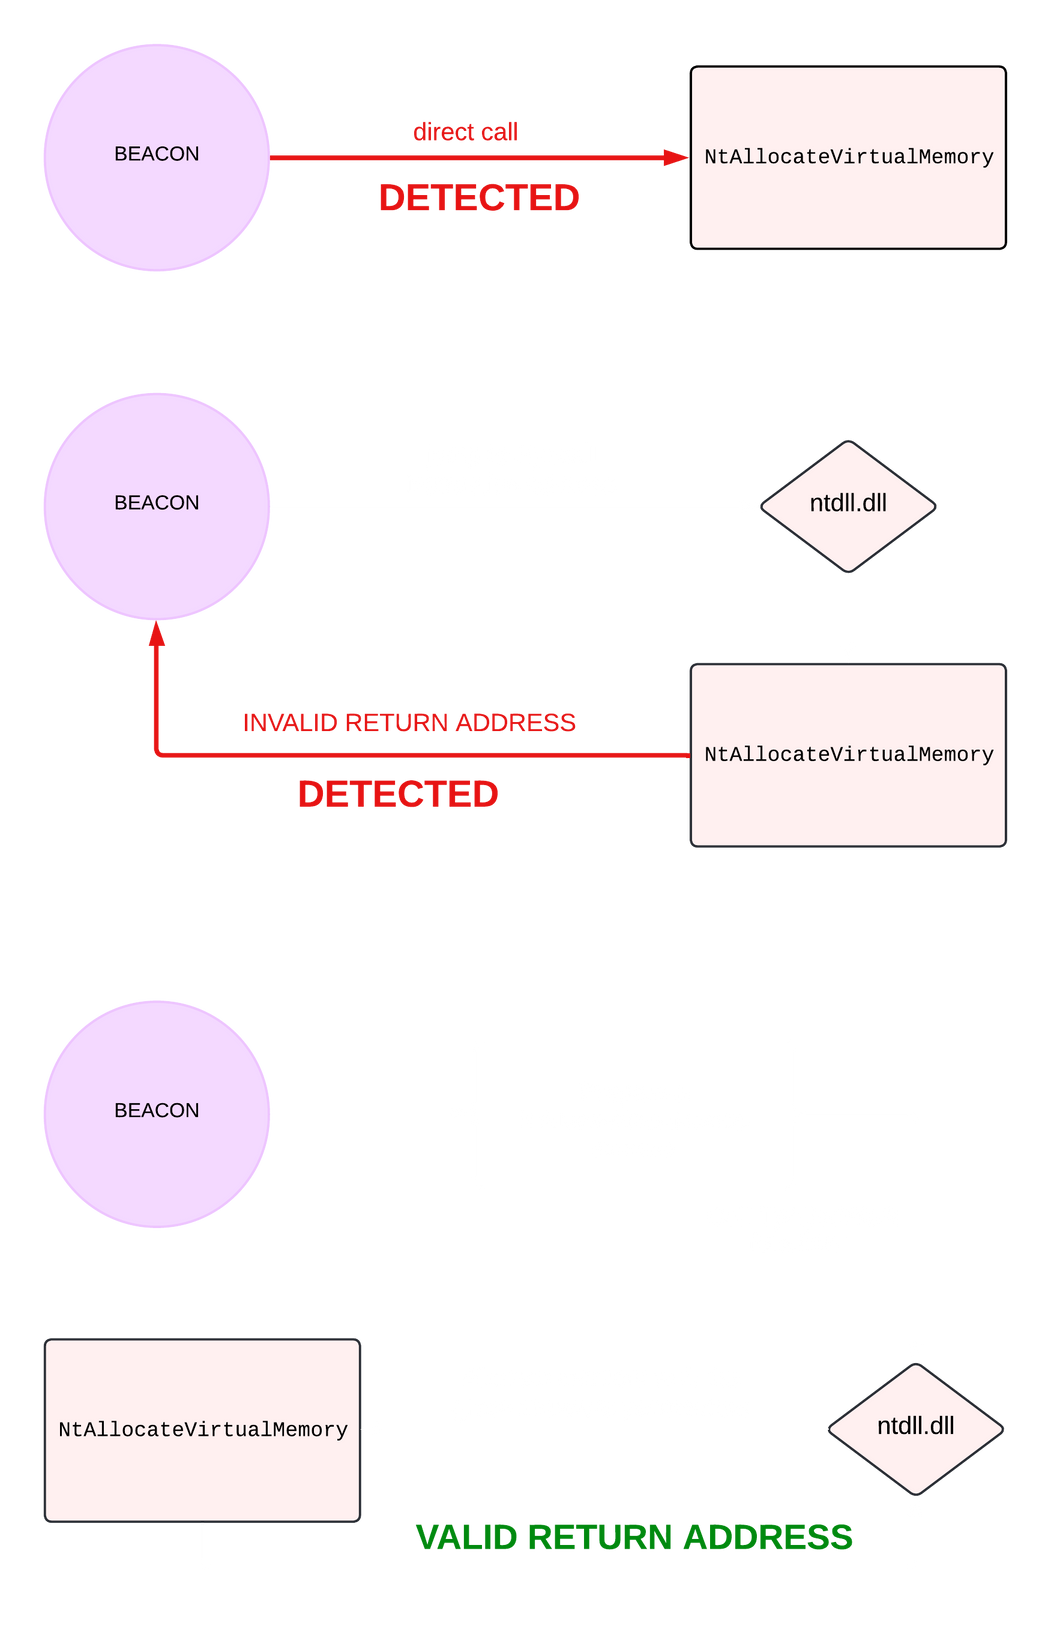 BEACON
direct call
DETECTED
NtAllocateVirtualMemory
BEACON
ntdll.dll
INVALID RETURN ADDRESS
DETECTED
NtAllocateVirtualMemory
BEACON
NtAllocateVirtualMemory
ntdll.dll
VALID RETURN ADDRESS